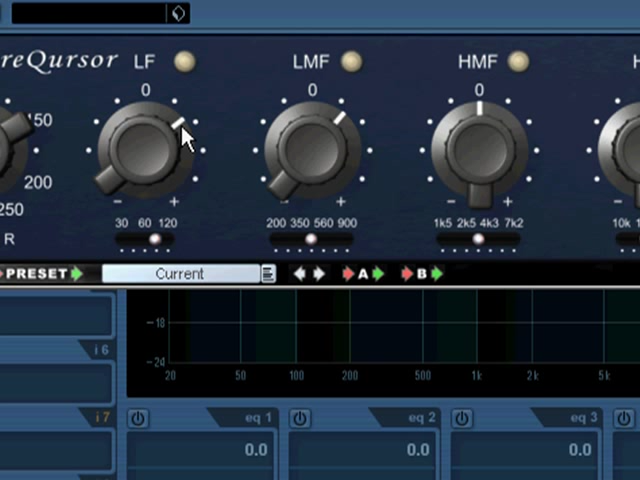 reQursor LF LMF HMF H
0 0 0
150
200
250
R
− + − + − + −
30 60 120 200 350 560 900 1k5 2k5 4k3 7k2 10k
PRESET Current A B
−18
−24
20 50 100 200 500 1k 2k 5k
i 6
i 7 eq 1 eq 2 eq 3
0.0 0.0 0.0